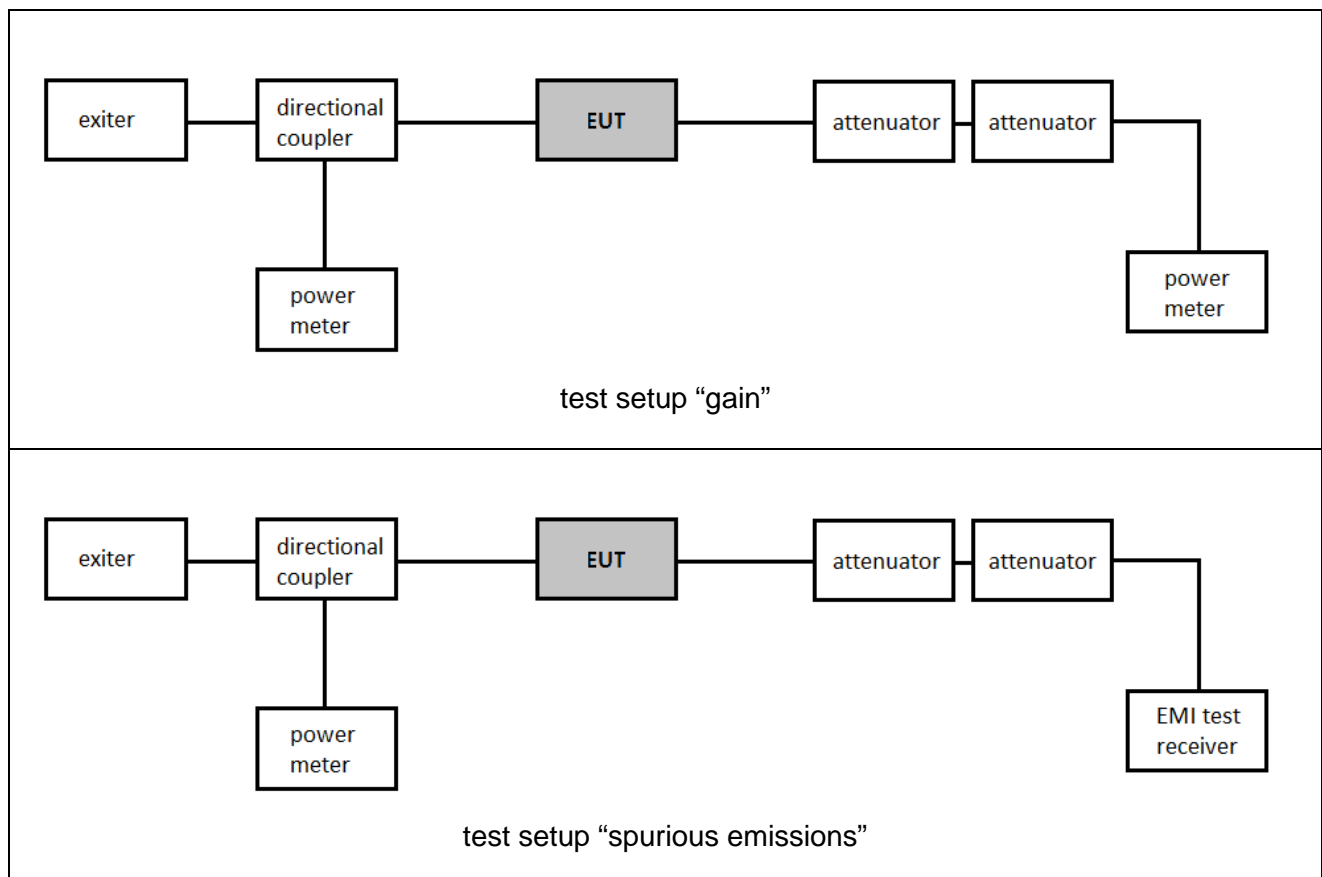 exiter
directional
coupler
EUT
attenuator
attenuator
power
meter
power
meter
test setup “gain”
exiter
directional
coupler
EUT
attenuator
attenuator
power
meter
EMI test
receiver
test setup “spurious emissions”